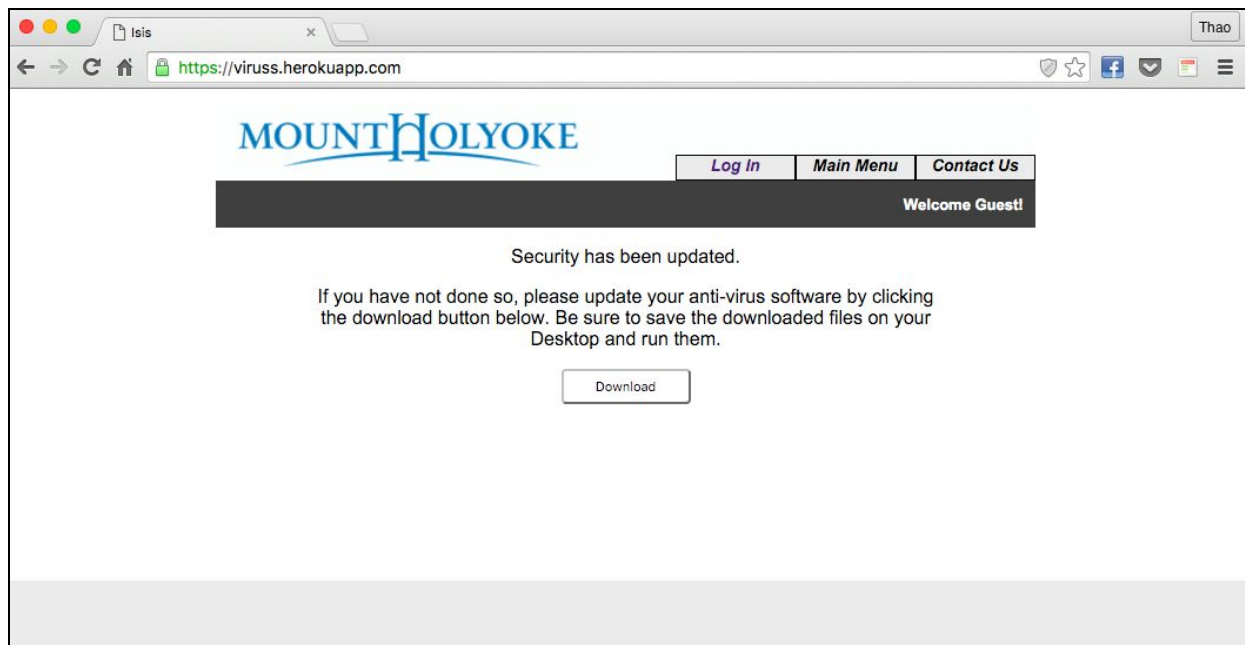 Isis
Thao
https://viruss.herokuapp.com
MOUNT HOLYOKE
Log In Main Menu Contact Us
Welcome Guest!
Security has been updated.
If you have not done so, please update your anti-virus software by clicking
the download button below. Be sure to save the downloaded files on your
Desktop and run them.
Download